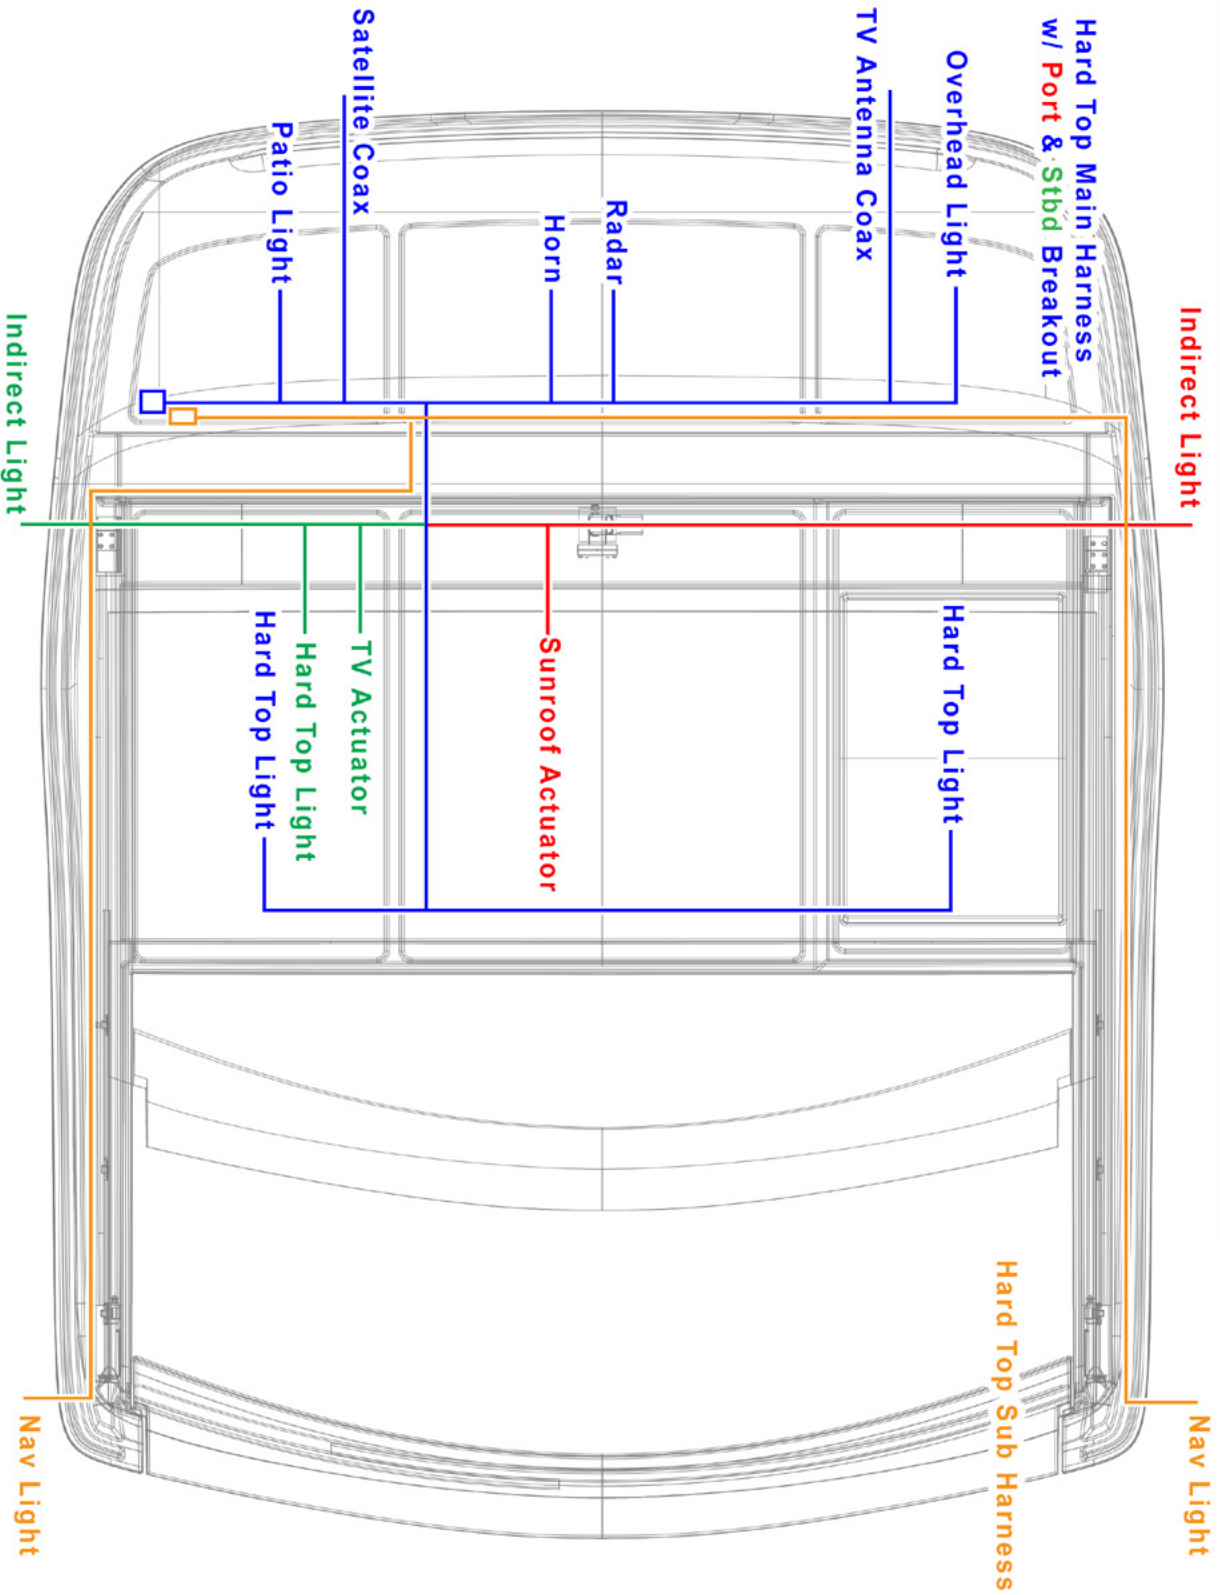 Hard Top Main Harness
w/ Port & Stbd Breakout
Indirect Light
Overhead Light
TV Antenna Coax
Radar
Horn
Satellite Coax
Patio Light
Indirect Light
Hard Top Light
Sunroof Actuator
TV Actuator
Hard Top Light
Hard Top Light
Nav Light
Hard Top Sub Harness
Nav Light